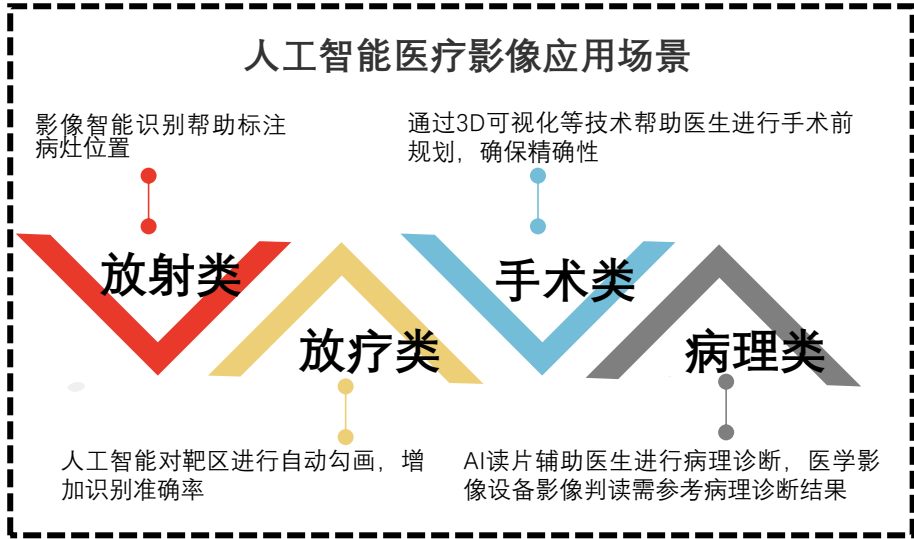 人工智能医疗影像应用场景
影像智能识别帮助标注
病灶位置
通过3D可视化等技术帮助医生进行手术前
规划，确保精确性
放射类
手术类
放疗类
病理类
人工智能对靶区进行自动勾画，增
加识别准确率
AI读片辅助医生进行病理诊断，医学影
像设备影像判读需参考病理诊断结果